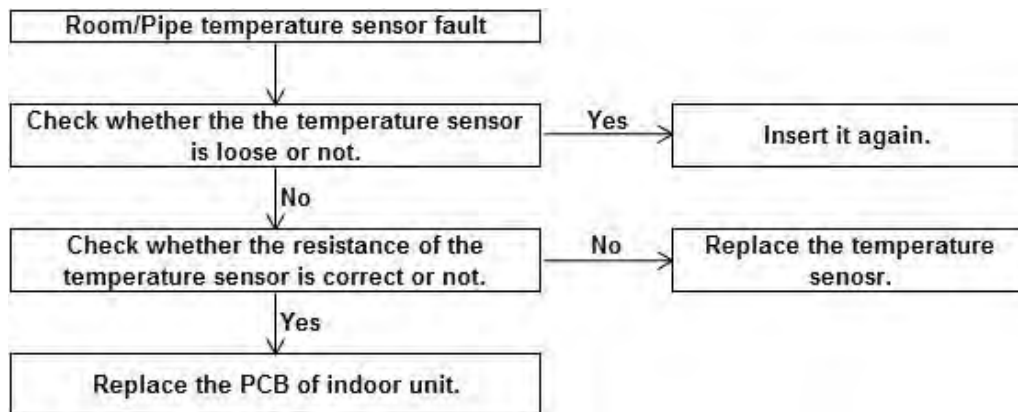 Room/Pipe temperature sensor fault
Check whether the the temperature sensor
is loose or not.
Yes
Insert it again.
No
Check whether the resistance of the
temperature sensor is correct or not.
No
Replace the temperature
senosr.
Yes
Replace the PCB of indoor unit.